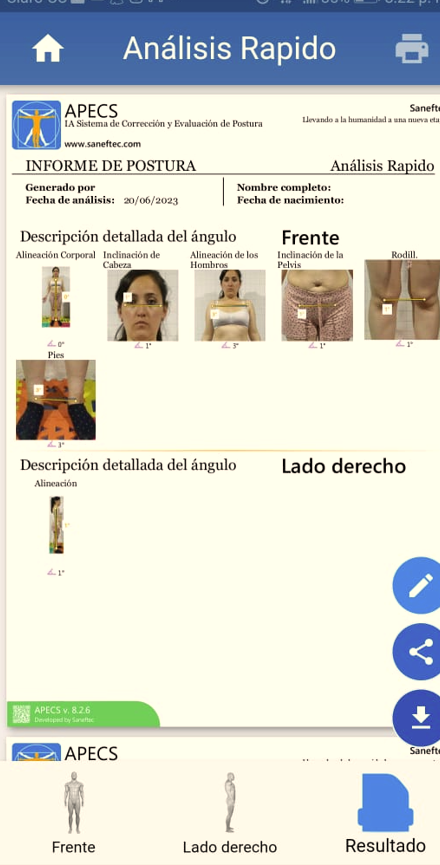 Análisis Rapido
APECS
Sanefte
IA Sistema de Corrección y Evaluación de Postura
Llevando a la humanidad a una nueva eta
www.saneftec.com
INFORME DE POSTURA
Análisis Rapido
Generado por
Nombre completo:
Fecha de análisis: 20/06/2023
Fecha de nacimiento:
Descripción detallada del ángulo
Frente
Alineación Corporal
Inclinación de Cabeza
Alineación de los Hombros
Inclinación de la Pelvis
Rodill.
0°
1°
3°
1°
1°
Pies
3°
Descripción detallada del ángulo
Lado derecho
Alineación
1°
APECS v. 8.2.6
Developed by Saneftec
APECS
Sanefte
Frente
Lado derecho
Resultado